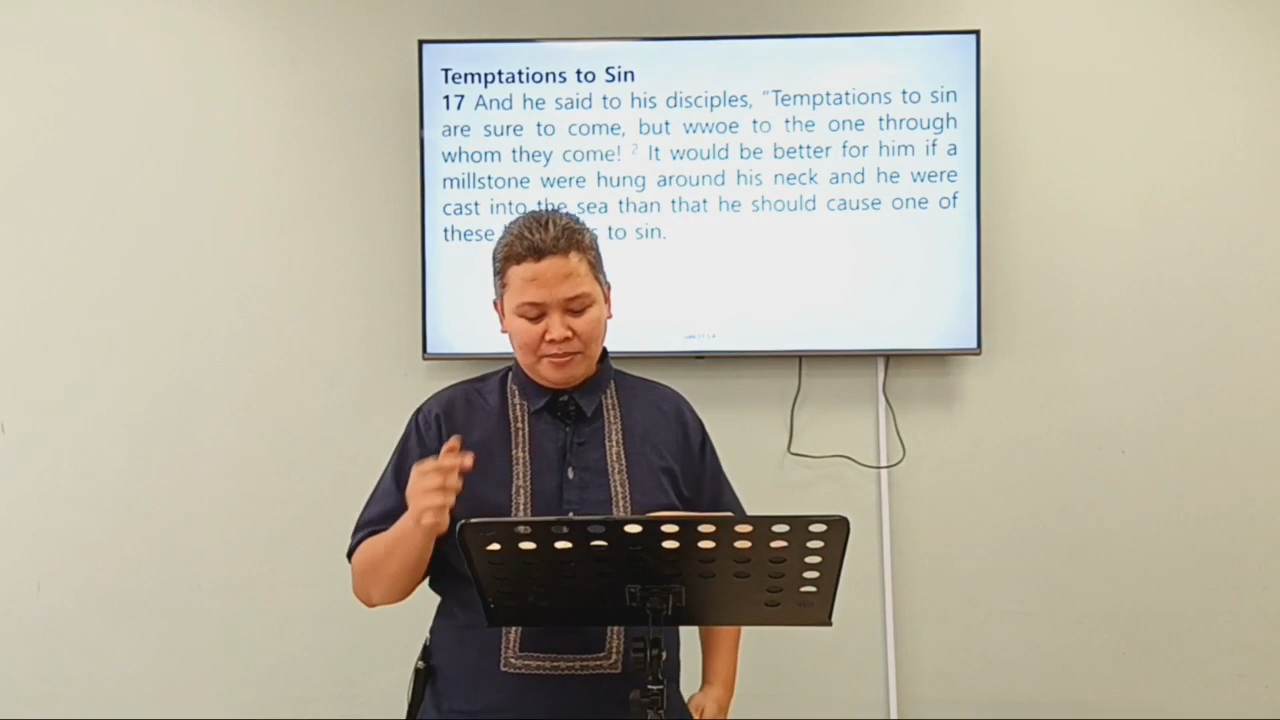 Temptations to Sin
17 And he said to his disciples, “Temptations to sin
are sure to come, but wwoe to the one through
whom they come! 2 It would be better for him if a
millstone were hung around his neck and he were
cast into the sea than that he should cause one of
these to sin.